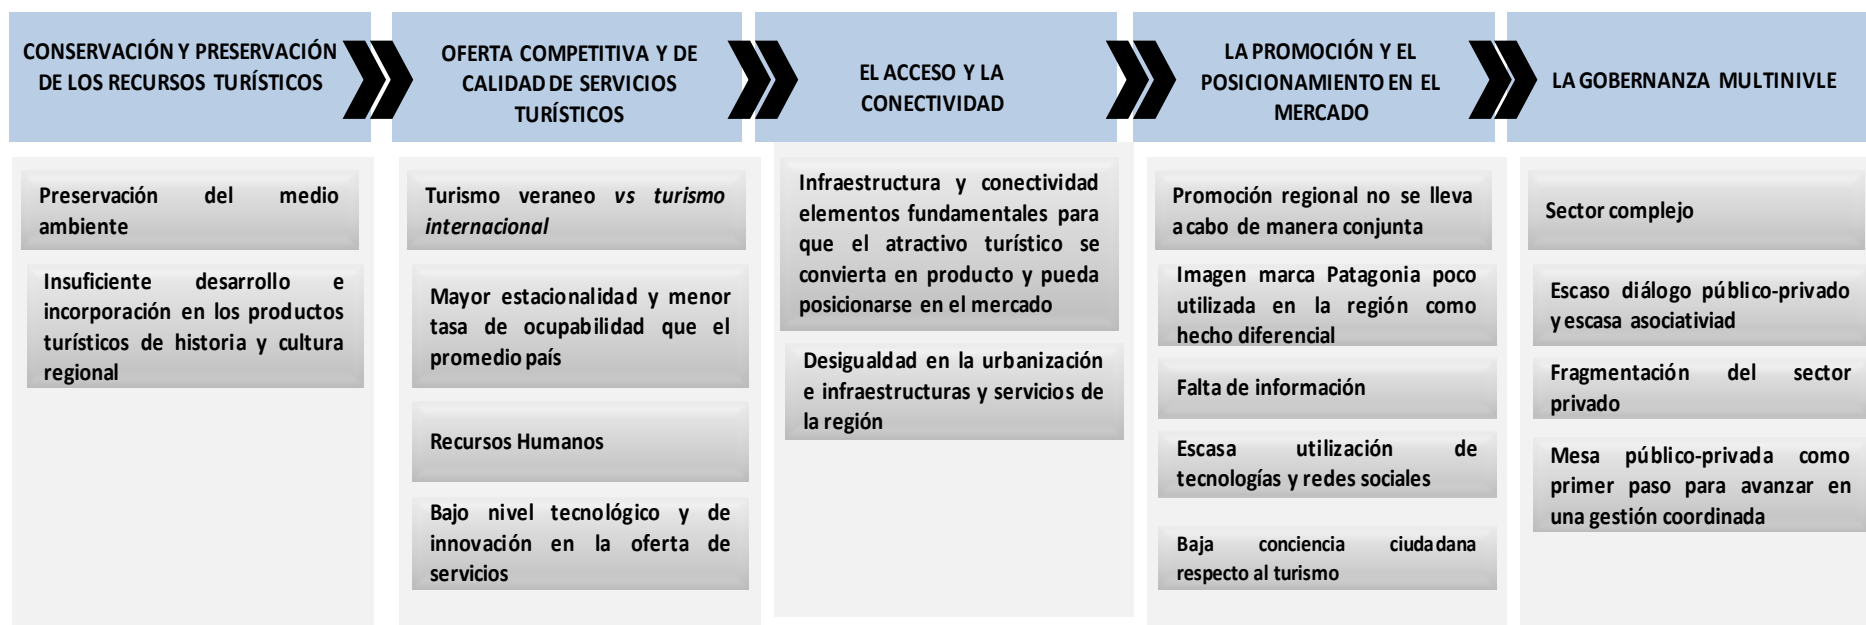 CONSERVACIÓN Y PRESERVACIÓN
DE LOS RECURSOS TURÍSTICOS
OFERTA COMPETITIVA Y DE
CALIDAD DE SERVICIOS
TURÍSTICOS
EL ACCESO Y LA
CONECTIVIDAD
LA PROMOCIÓN Y EL
POSICIONAMIENTO EN EL
MERCADO
LA GOBERNANZA MULTINIVLE
Preservación del medio
ambiente
Insuficiente desarrollo e
incorporación en los productos
turísticos de historia y cultura
regional
Turismo veraneo vs turismo
internacional
Mayor estacionalidad y menor
tasa de ocupabilidad que el
promedio país
Recursos Humanos
Bajo nivel tecnológico y de
innovación en la oferta de
servicios
Infraestructura y conectividad
elementos fundamentales para
que el atractivo turístico se
convierta en producto y pueda
posicionarse en el mercado
Desigualdad en la urbanización
e infraestructuras y servicios de
la región
Promoción regional no se lleva
a cabo de manera conjunta
Imagen marca Patagonia poco
utilizada en la región como
hecho diferencial
Falta de información
Escasa utilización de
tecnologías y redes sociales
Baja conciencia ciudadana
respecto al turismo
Sector complejo
Escaso diálogo público-privado
y escasa asociativiad
Fragmentación del sector
privado
Mesa público-privada como
primer paso para avanzar en
una gestión coordinada